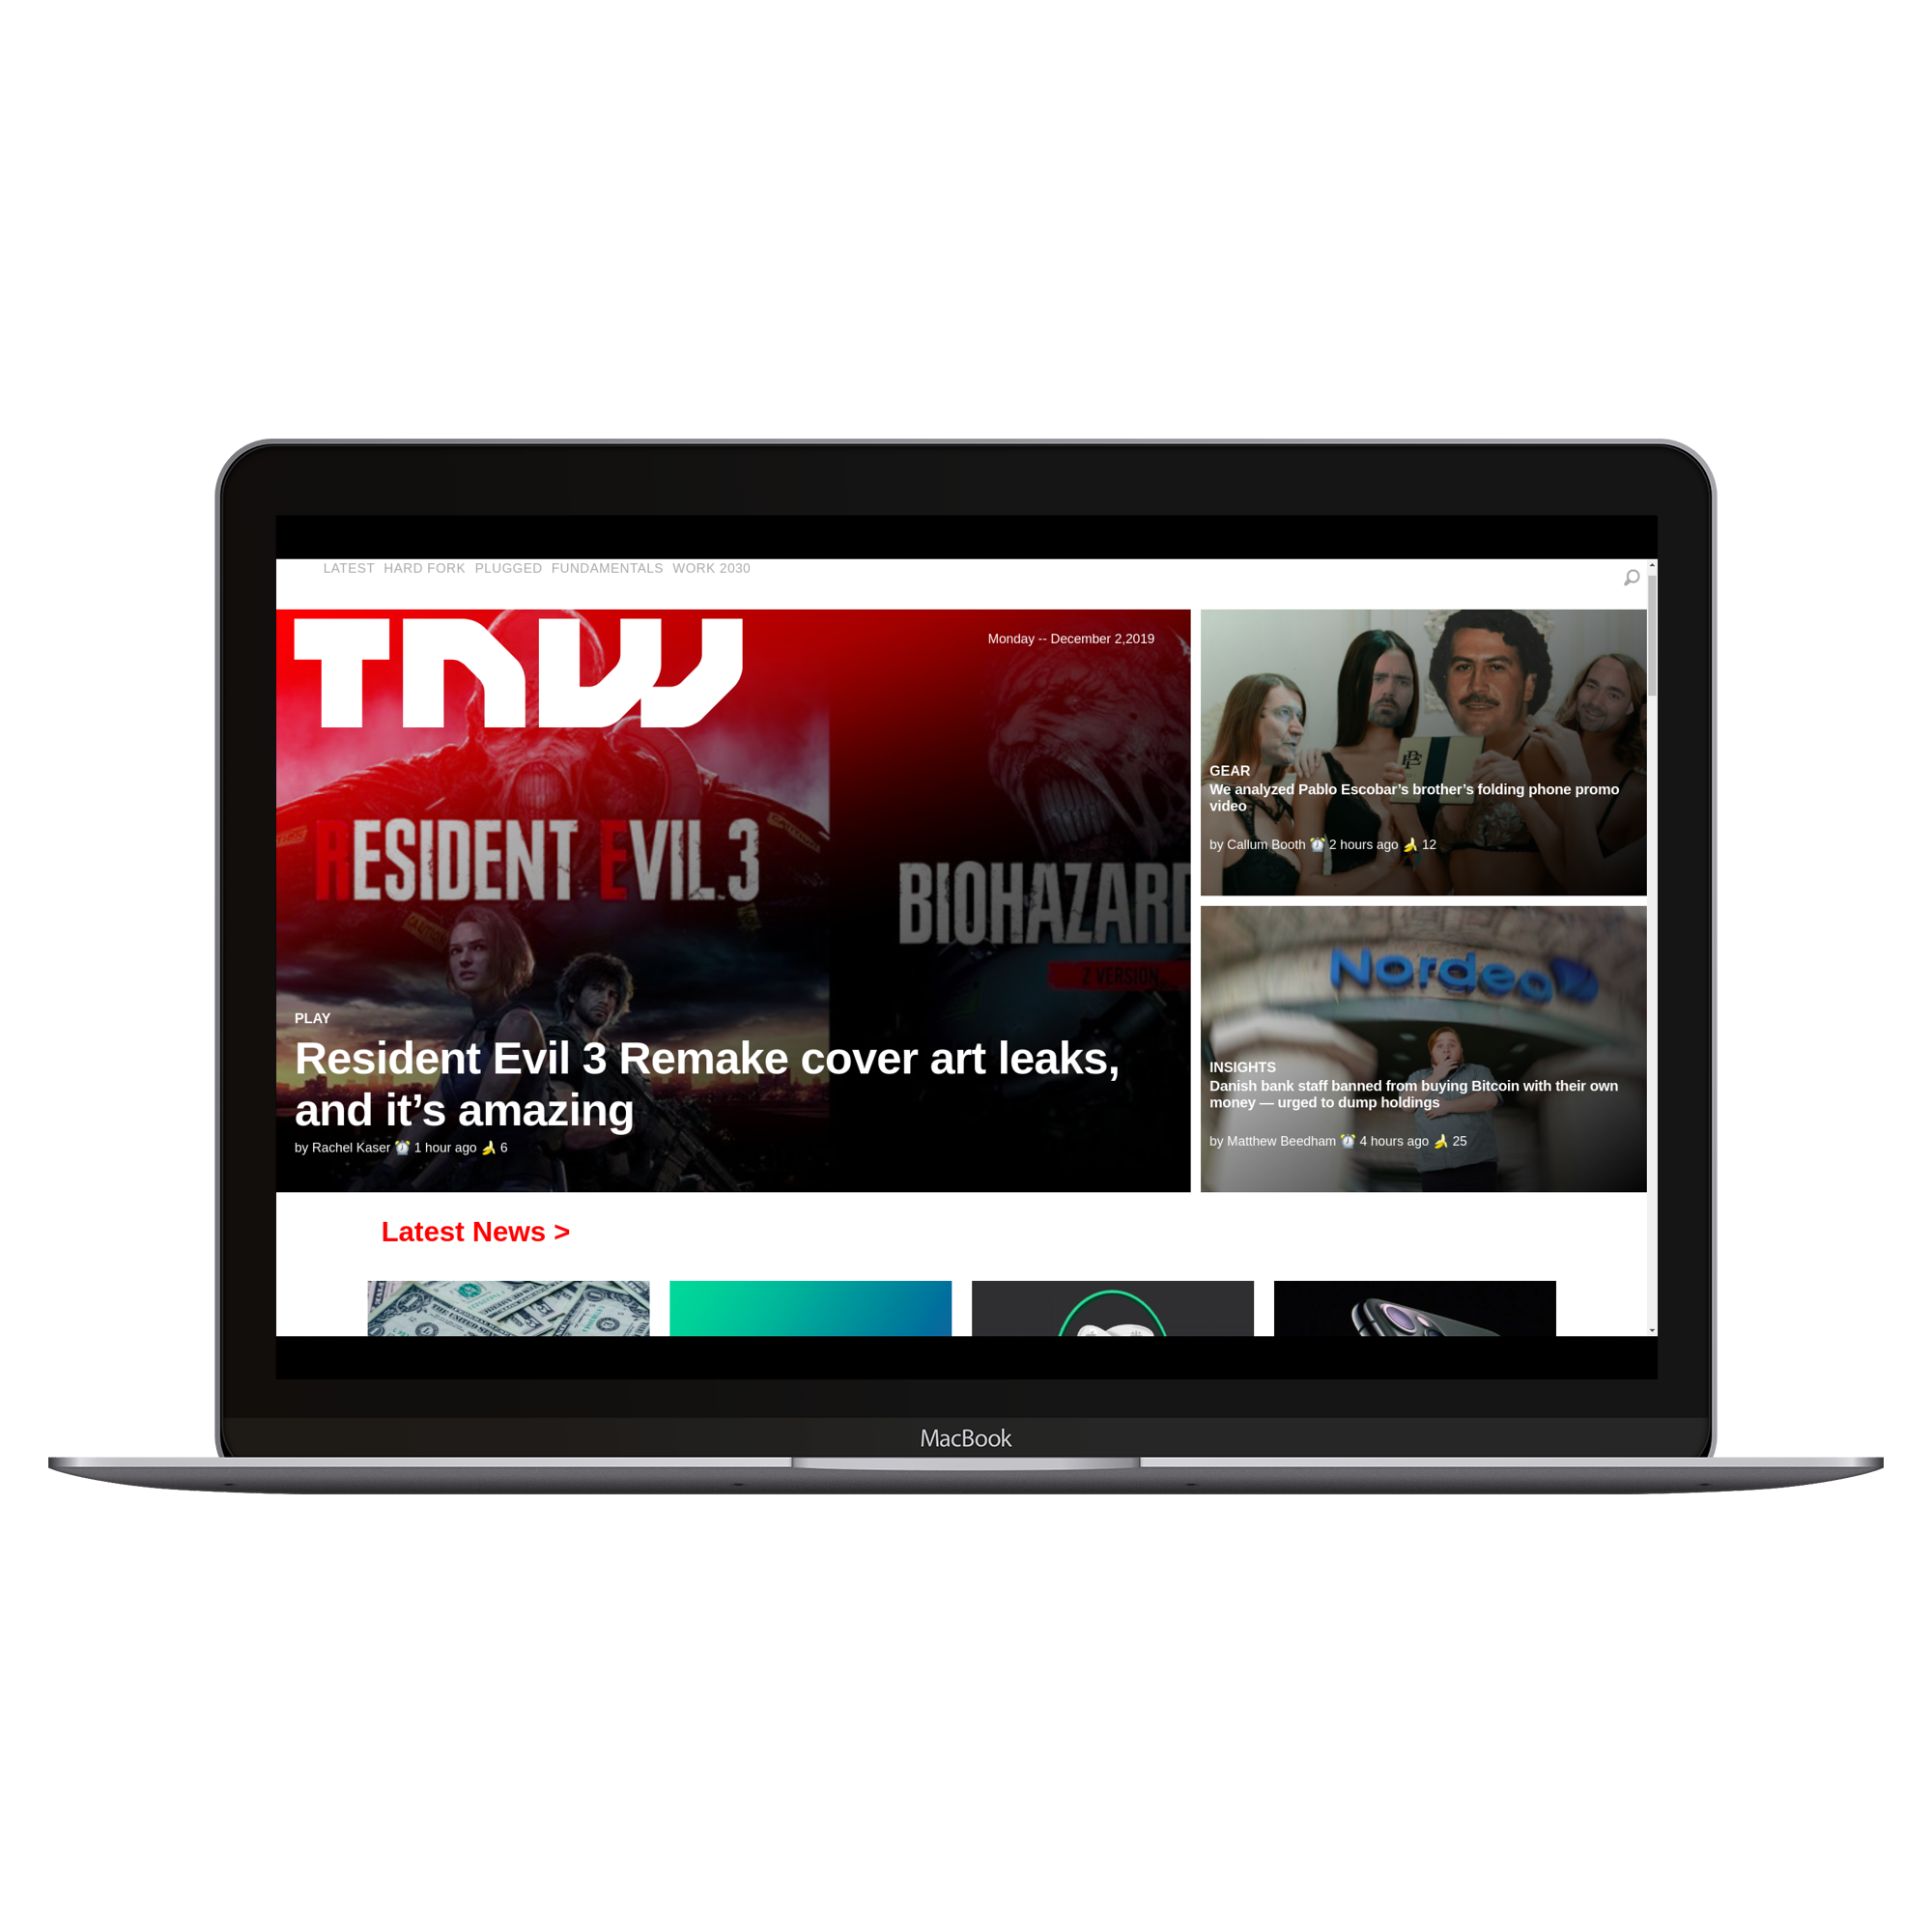 LATEST HARD FORK PLUGGED FUNDAMENTALS WORK 2030
TNW
Monday -- December 2,2019
RESIDENT EVIL 3
BIOHAZARD
Z VERSION
PLAY
Resident Evil 3 Remake cover art leaks,
and it’s amazing
by Rachel Kaser ⏰ 1 hour ago 🍌 6
GEAR
We analyzed Pablo Escobar’s brother’s folding phone promo
video
by Callum Booth ⏰ 2 hours ago 🍌 12
Nordea
INSIGHTS
Danish bank staff banned from buying Bitcoin with their own
money — urged to dump holdings
by Matthew Beedham ⏰ 4 hours ago 🍌 25
Latest News >
MacBook